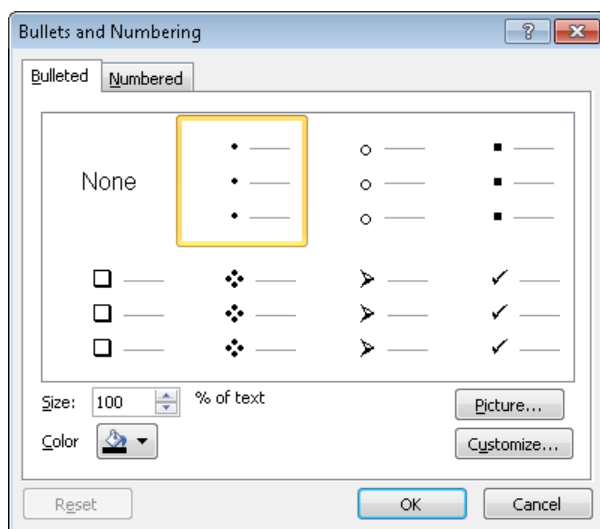 Bullets and Numbering
Bulleted Numbered
None
Size: 100 % of text
Picture...
Color
Customize...
Reset OK Cancel